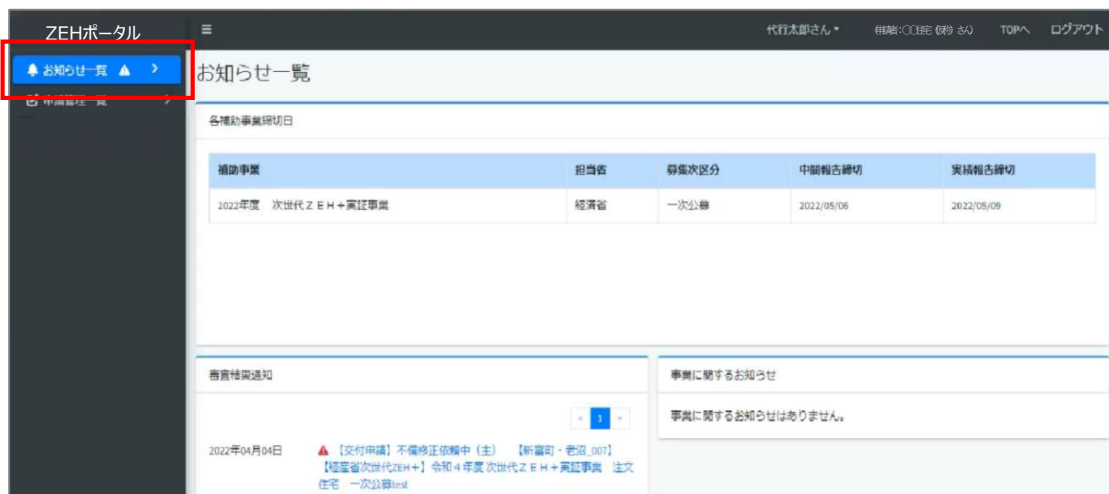 ZEHポータル
代行太郎さん
TOPへ
ログアウト
お知らせ一覧
お知らせ一覧
申請管理一覧
各補助事業締切日
補助事業 担当省 募集次区分 中間報告締切 実績報告締切
2022年度 次世代ZEH+実証事業 経済省 一次公募 2022/05/06 2022/05/09
審査結果通知
事業に関するお知らせ
< 1 >
事業に関するお知らせはありません。
2022年04月04日 【交付申請】不備修正依頼中(主) 【新富町・老沼_007】
【経産省次世代ZEH+】令和4年度次世代ZEH+実証事業 注文
住宅 一次公募test